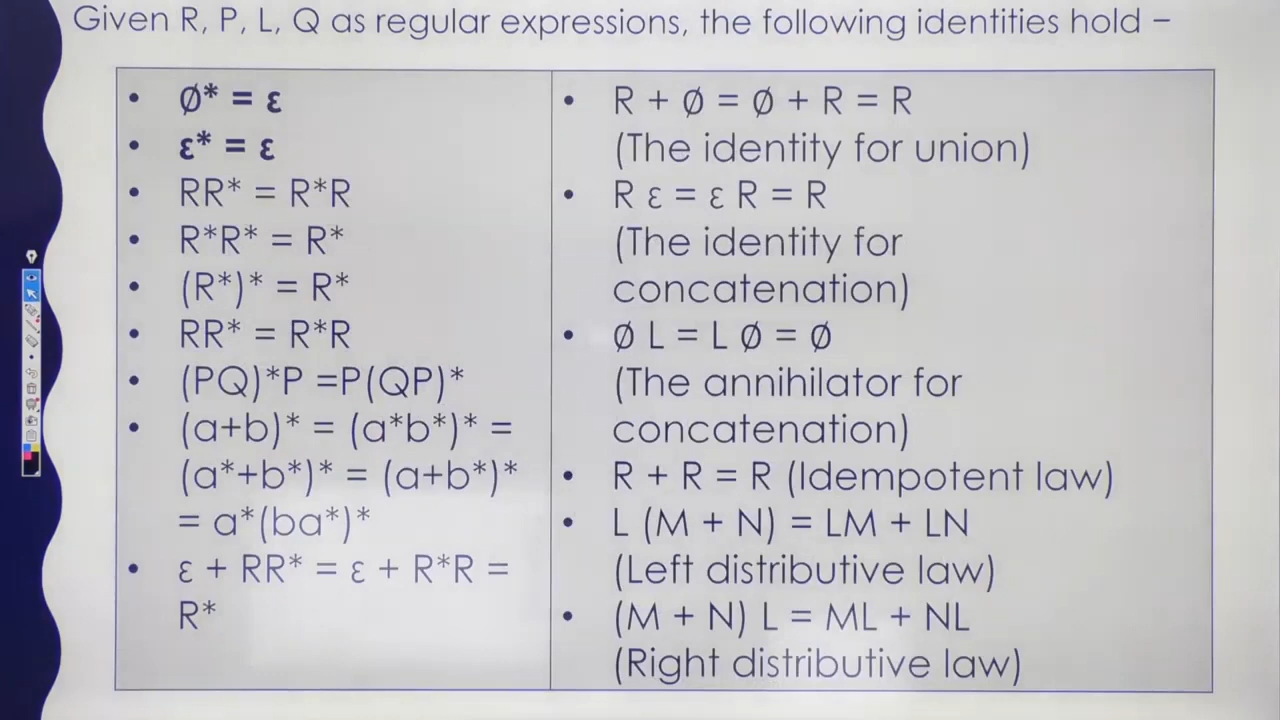 Given R, P, L, Q as regular expressions, the following identities hold −
• Ø* = ε
• ε* = ε
• RR* = R*R
• R*R* = R*
• (R*)* = R*
• RR* = R*R
• (PQ)*P =P(QP)*
• (a+b)* = (a*b*)* =
(a*+b*)* = (a+b*)*
= a*(ba*)*
• ε + RR* = ε + R*R =
R*
• R + Ø = Ø + R = R
(The identity for union)
• R ε = ε R = R
(The identity for
concatenation)
• Ø L = L Ø = Ø
(The annihilator for
concatenation)
• R + R = R (Idempotent law)
• L (M + N) = LM + LN
(Left distributive law)
• (M + N) L = ML + NL
(Right distributive law)